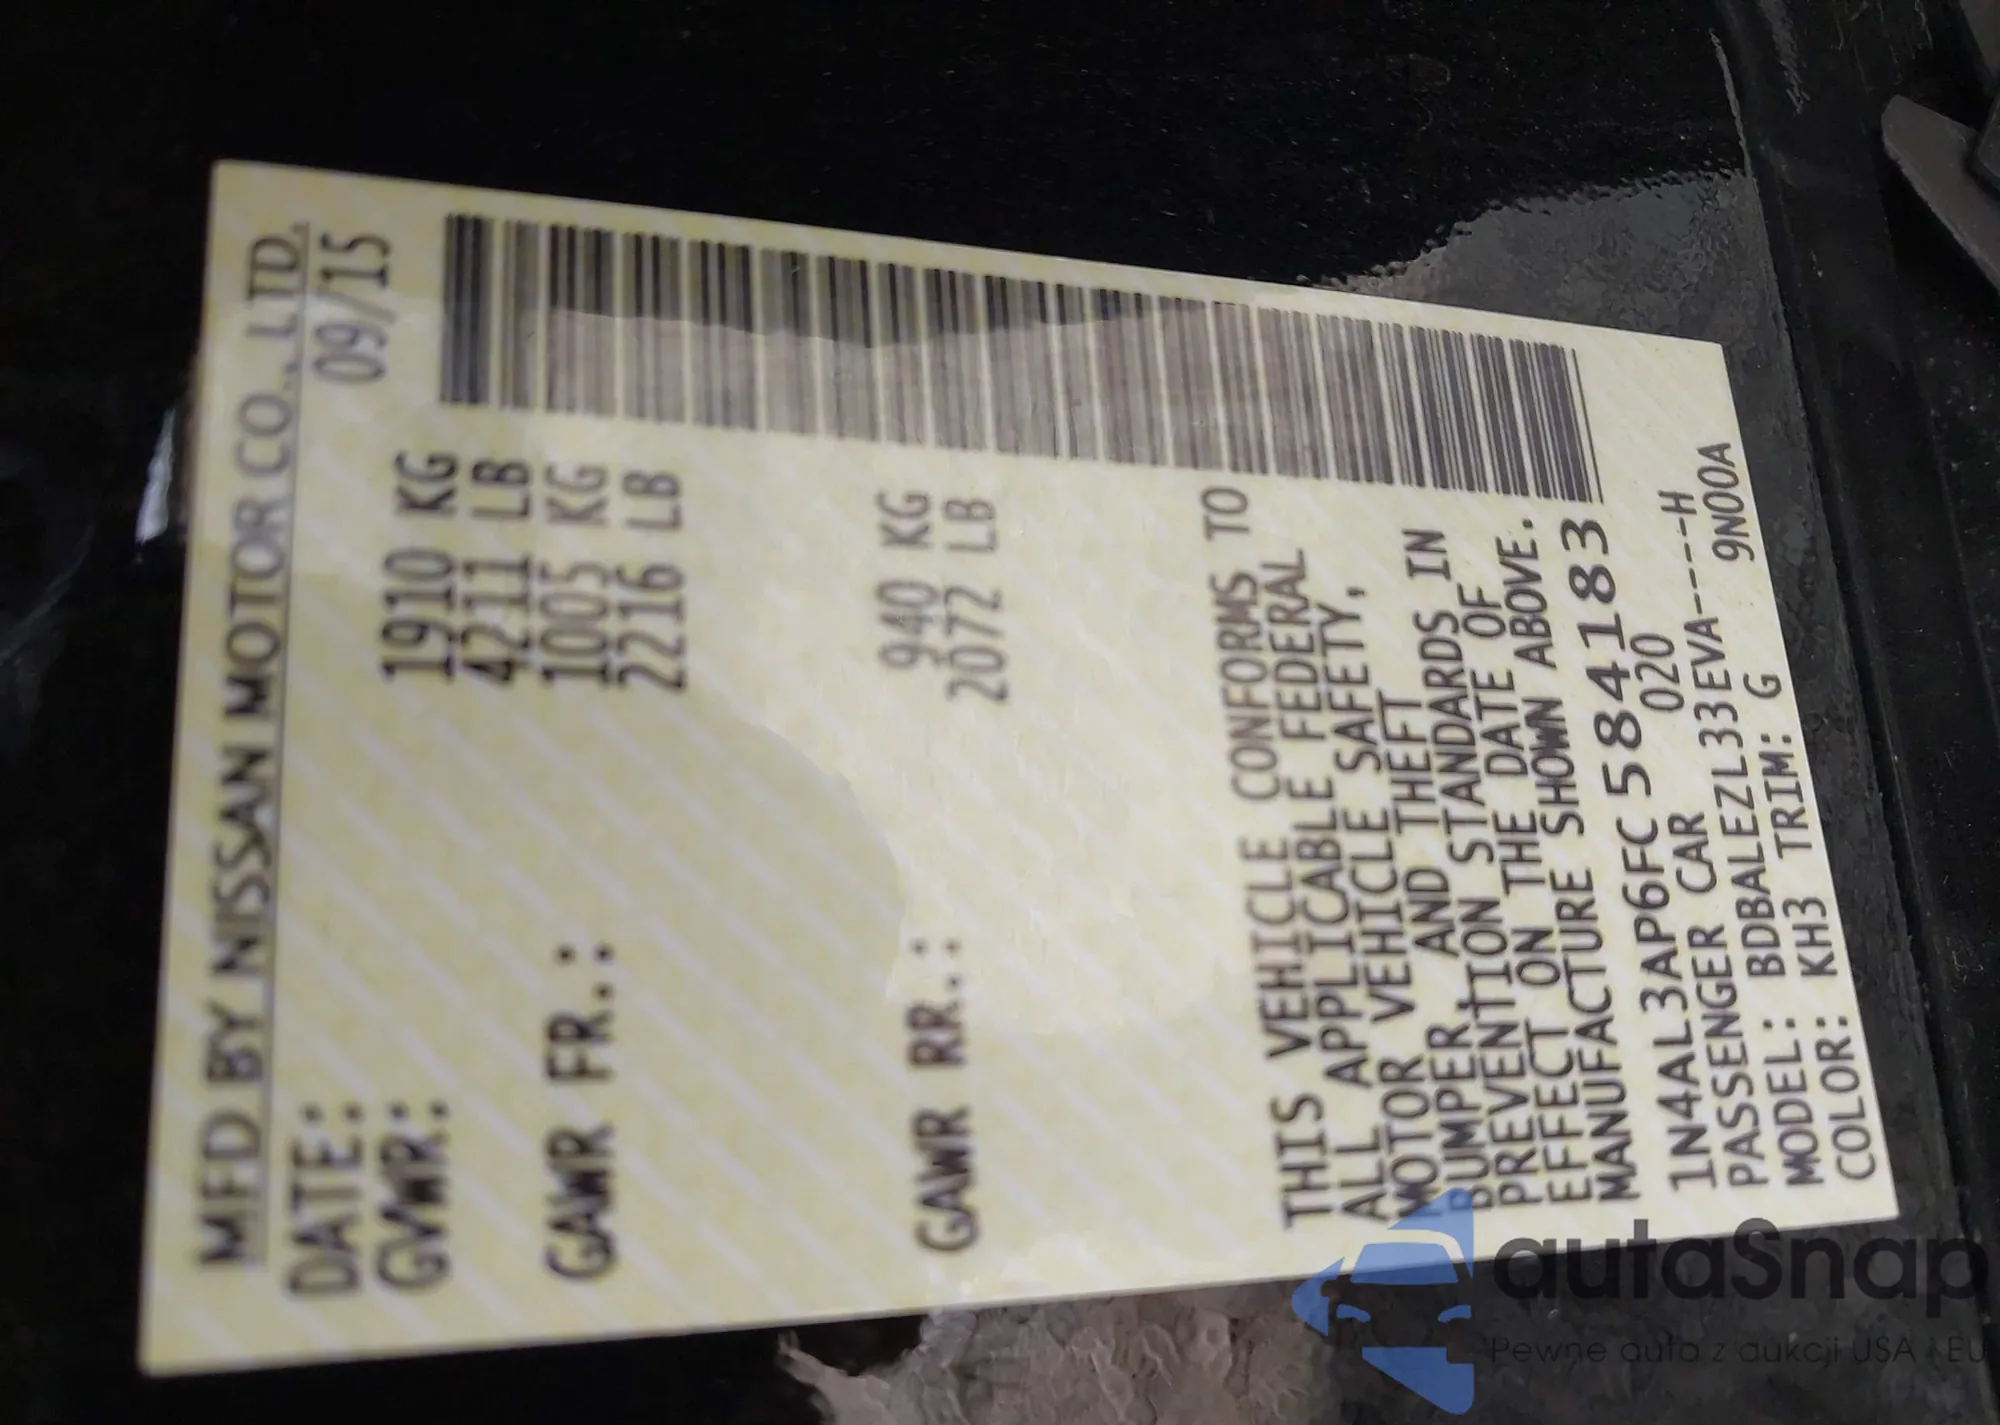 MFD BY NISSAN MOTOR CO., LTD.
DATE: 09/15
GVWR: 1910 KG
4211 LB
GAWR FR.: 1005 KG
2216 LB
GAWR RR.: 940 KG
2072 LB
THIS VEHICLE CONFORMS TO
ALL APPLICABLE FEDERAL
MOTOR VEHICLE SAFETY,
BUMPER AND THEFT
PREVENTION STANDARDS IN
EFFECT ON THE DATE OF
MANUFACTURE SHOWN ABOVE.
1N4AL3AP6FC584183
PASSENGER CAR 020
MODEL: BDBALEZL33EVA----H
COLOR: KH3 TRIM: G 9N00A
autaSnap
Pewne auta z aukcji USA i EU